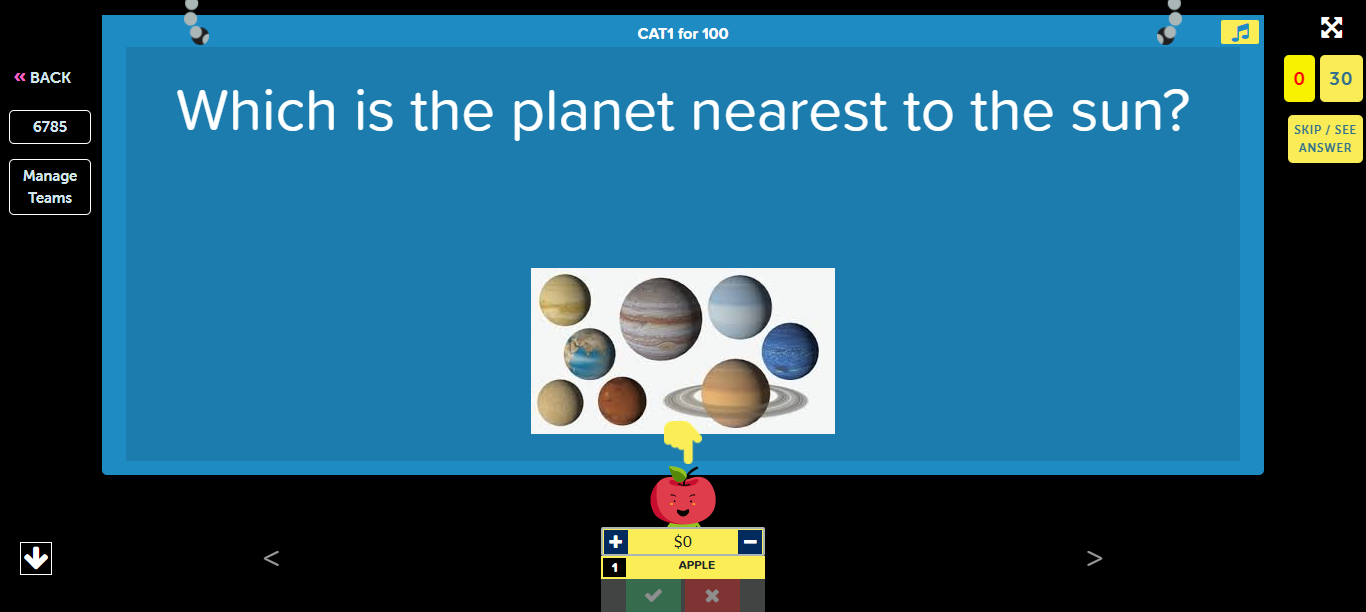 CAT1 for 100
« BACK
6785
Manage
Teams
Which is the planet nearest to the sun?
0
30
SKIP / SEE
ANSWER
+ $0 −
1 APPLE
<
>